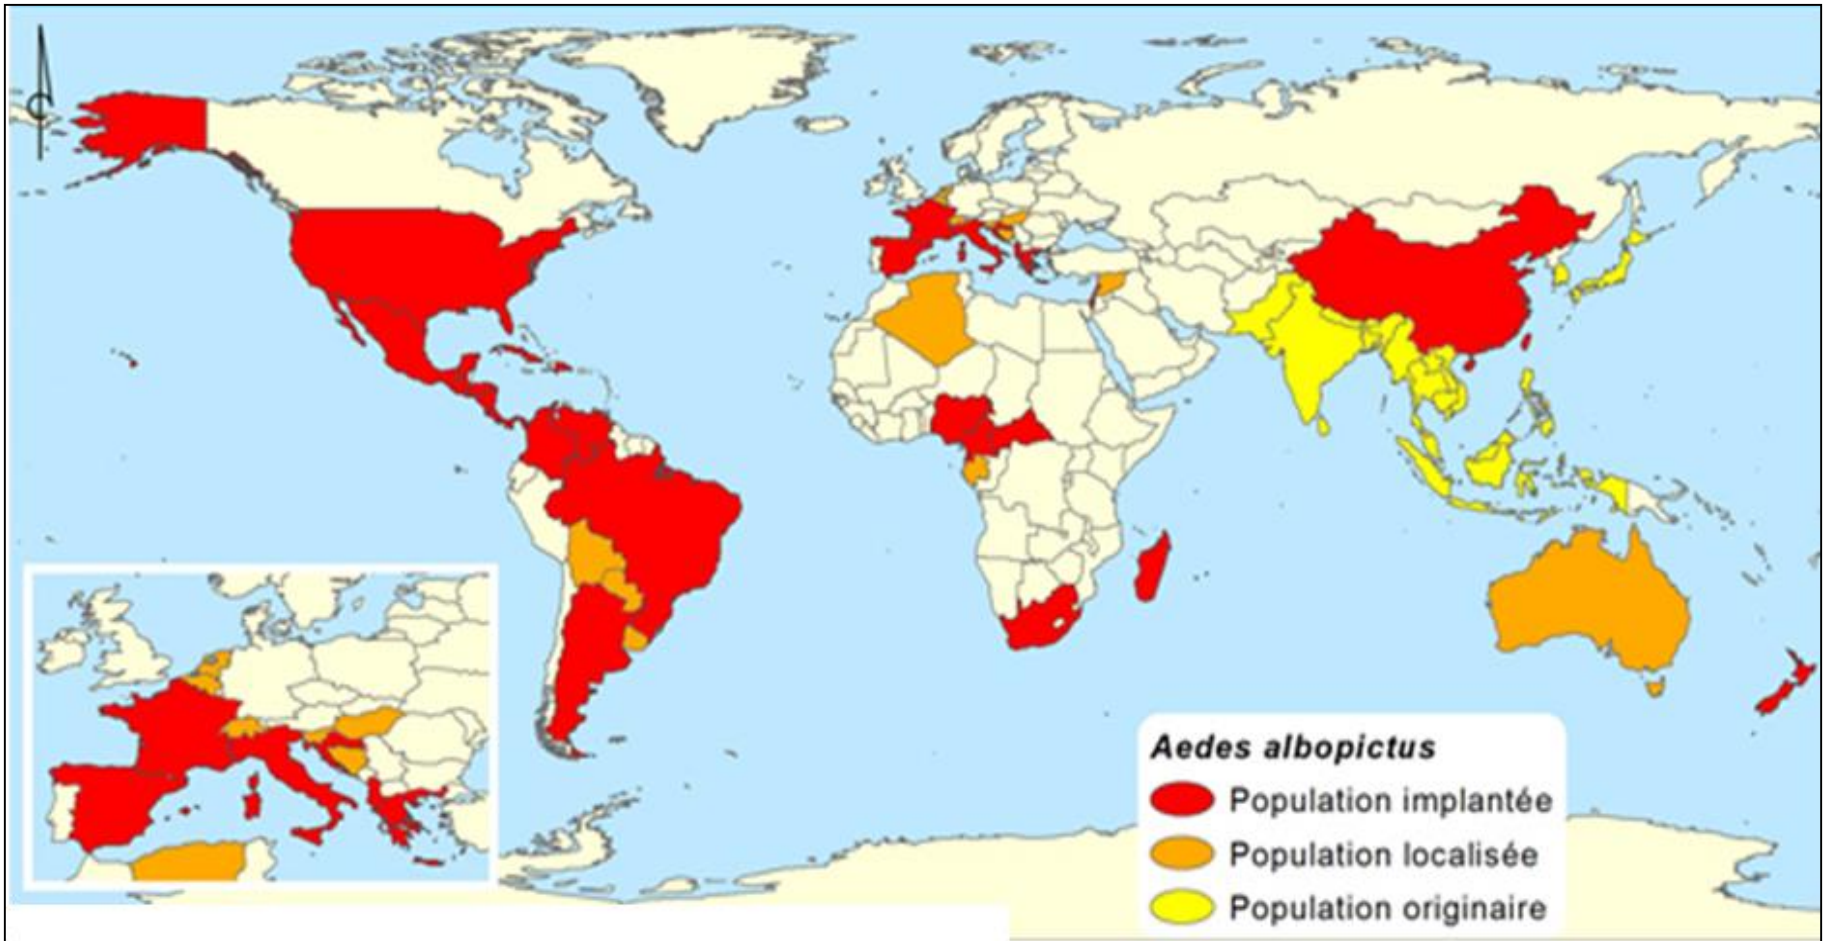 Aedes albopictus
Population implantée
Population localisée
Population originaire